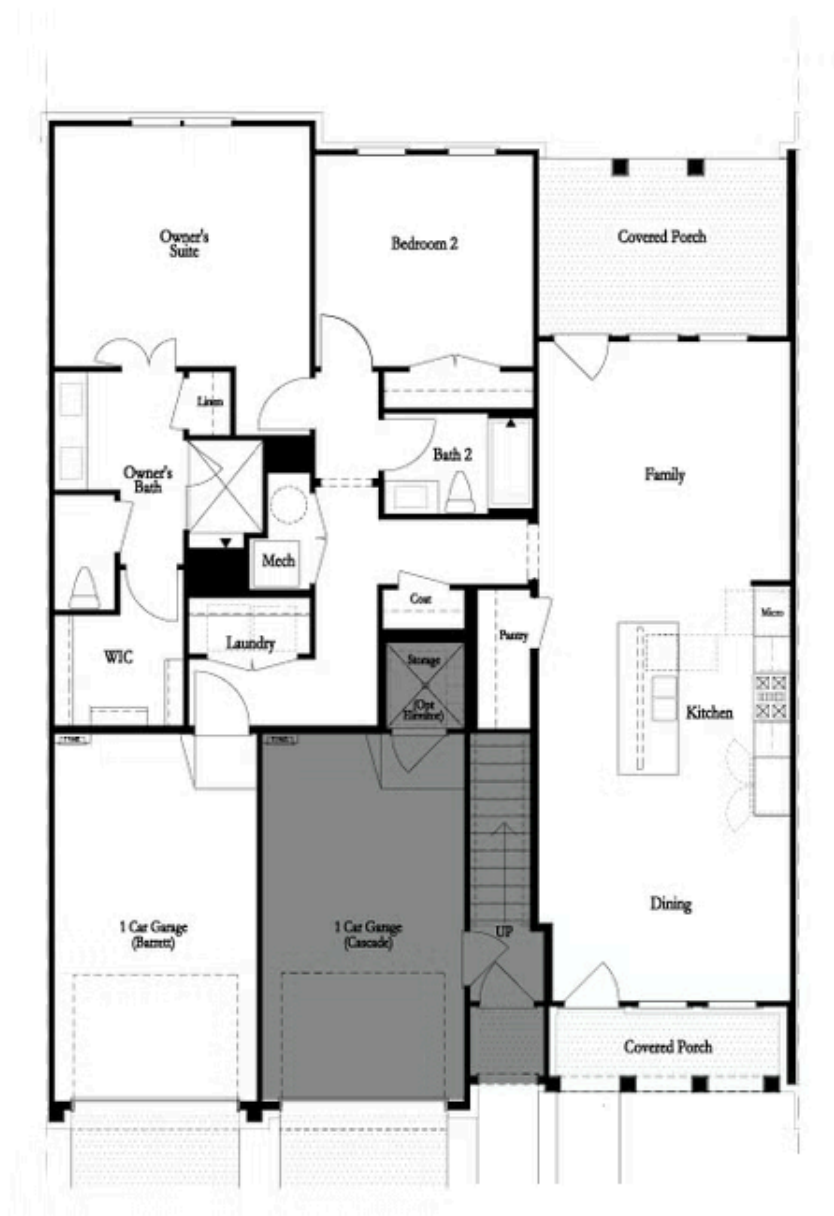 Owner's
Suite
Bedroom 2
Covered Porch
Linen
Owner's
Bath
Bath 2
Family
Mech
Coat
Pantry
Micro
Laundry
WIC
Storage
(Opt
Elevator)
Kitchen
1 Car Garage
(Barrett)
1 Car Garage
(Cascade)
UP
Dining
Covered Porch